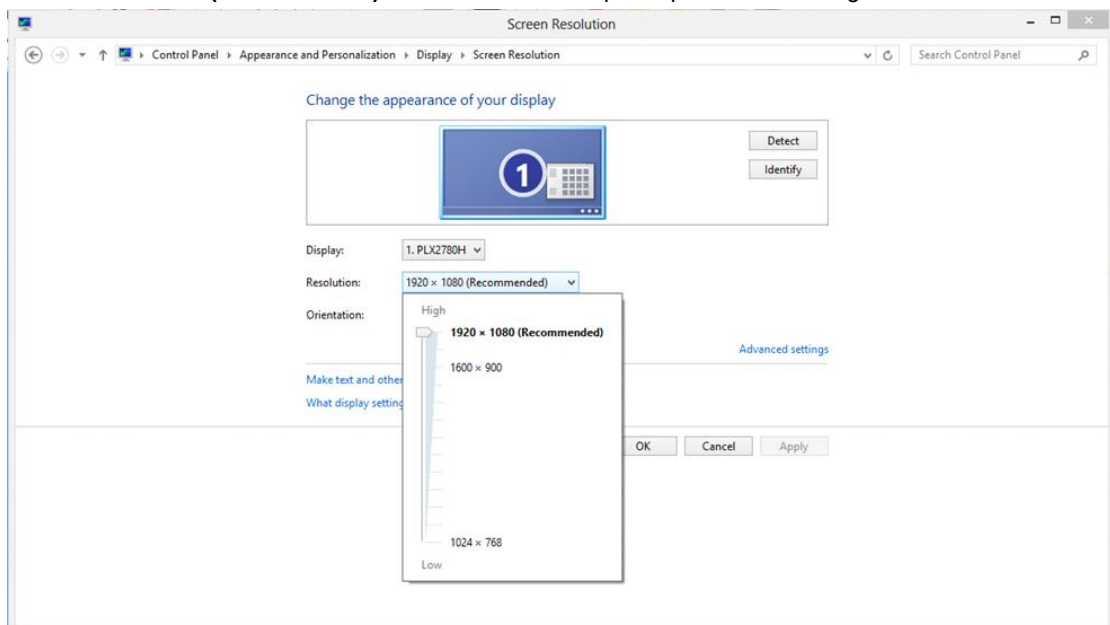 Screen Resolution
Control Panel Appearance and Personalization Display Screen Resolution Search Control Panel
Change the appearance of your display
1
Detect
Identify
Display: 1. PLX2780H
Resolution: 1920 × 1080 (Recommended)
Orientation:
High
1920 × 1080 (Recommended)
1600 × 900
1024 × 768
Low
Advanced settings
Make text and other
What display setting
OK Cancel Apply